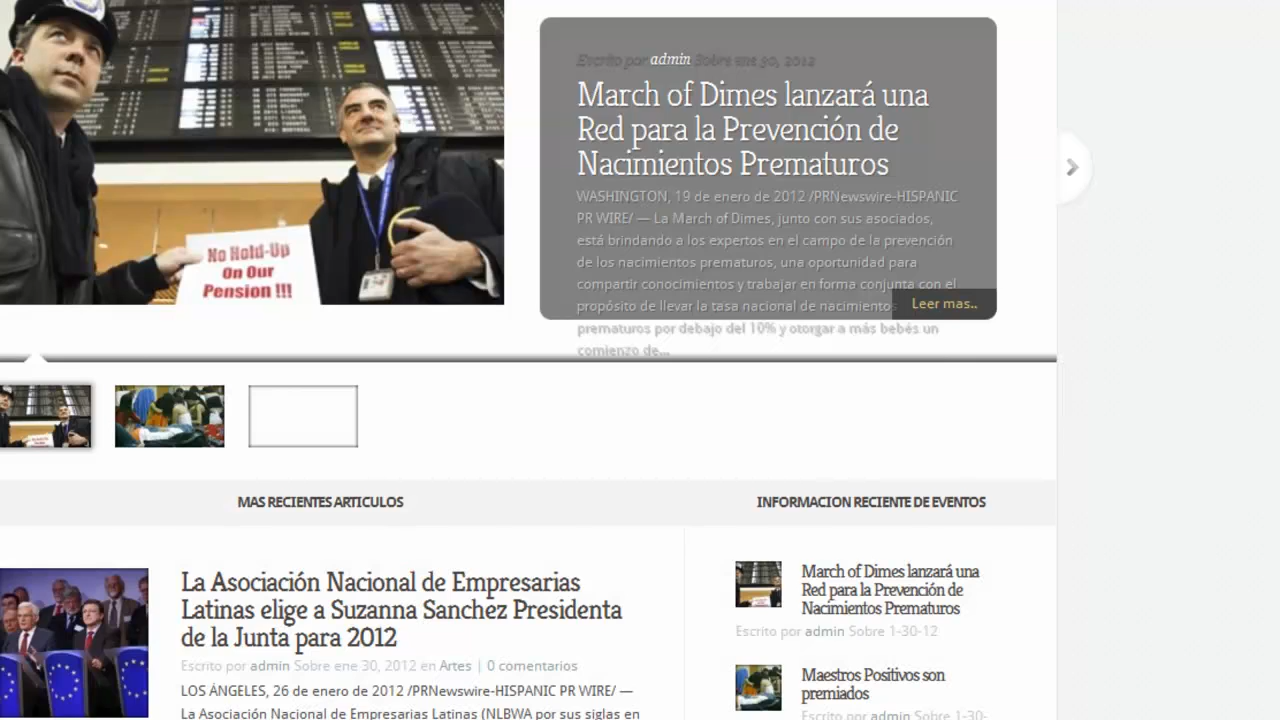 No Hold-Up
On Our
Pension !!!
Escrito por admin Sobre ene 30, 2012
March of Dimes lanzará una
Red para la Prevención de
Nacimientos Prematuros
WASHINGTON, 19 de enero de 2012 /PRNewswire-HISPANIC
PR WIRE/ — La March of Dimes, junto con sus asociados,
está brindando a los expertos en el campo de la prevención
de los nacimientos prematuros, una oportunidad para
compartir conocimientos y trabajar en forma conjunta con el
propósito de llevar la tasa nacional de nacimientos
Leer mas..
prematuros por debajo del 10% y otorgar a más bebés un
comienzo de...
MAS RECIENTES ARTICULOS
INFORMACION RECIENTE DE EVENTOS
La Asociación Nacional de Empresarias
Latinas elige a Suzanna Sanchez Presidenta
de la Junta para 2012
Escrito por admin Sobre ene 30, 2012 en Artes | 0 comentarios
LOS ÁNGELES, 26 de enero de 2012 /PRNewswire-HISPANIC PR WIRE/ —
La Asociación Nacional de Empresarias Latinas (NLBWA por sus siglas en
March of Dimes lanzará una
Red para la Prevención de
Nacimientos Prematuros
Escrito por admin Sobre 1-30-12
Maestros Positivos son
premiados
Escrito por admin Sobre 1-30-